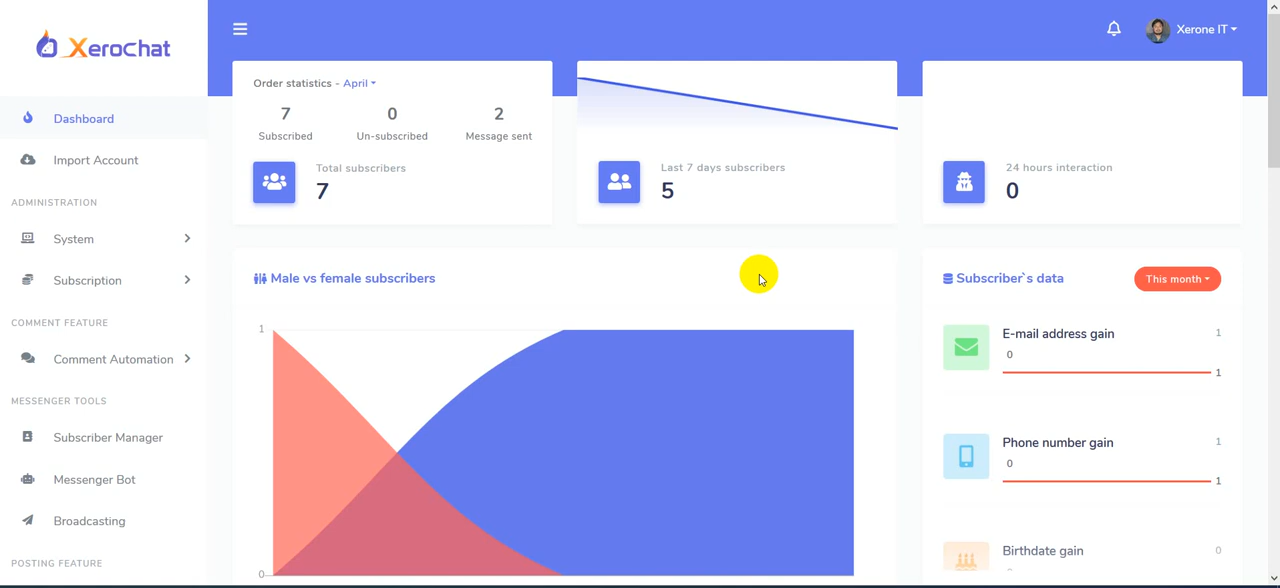 Xerochat
Dashboard
Import Account
ADMINISTRATION
System
Subscription
COMMENT FEATURE
Comment Automation
MESSENGER TOOLS
Subscriber Manager
Messenger Bot
Broadcasting
POSTING FEATURE
Xerone IT
Order statistics - April
7 0 2
Subscribed Un-subscribed Message sent
Total subscribers
7
Last 7 days subscribers
5
24 hours interaction
0
Male vs female subscribers
1
0
Subscriber`s data
This month
E-mail address gain 1
0
1
Phone number gain 1
0
1
Birthdate gain 0